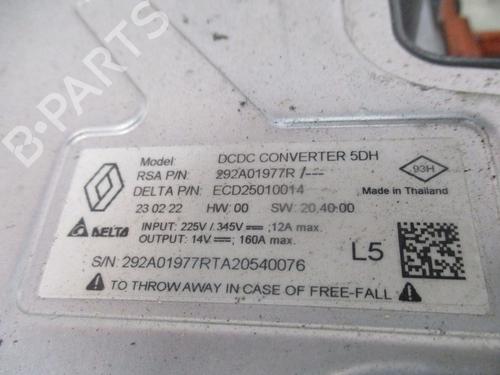 B-PARTS
Model: DCDC CONVERTER 5DH
RSA P/N: 292A01977R /---
DELTA P/N: ECD25010014
93H
Made in Thailand
23 02 22 HW: 00 SW: 20.40.00
INPUT: 225V / 345V ⎓ ;12A max.
OUTPUT: 14V ⎓ ; 160A max.
DELTA
L5
S/N: 292A01977RTA20540076
⚠ TO THROW AWAY IN CASE OF FREE-FALL ⚠